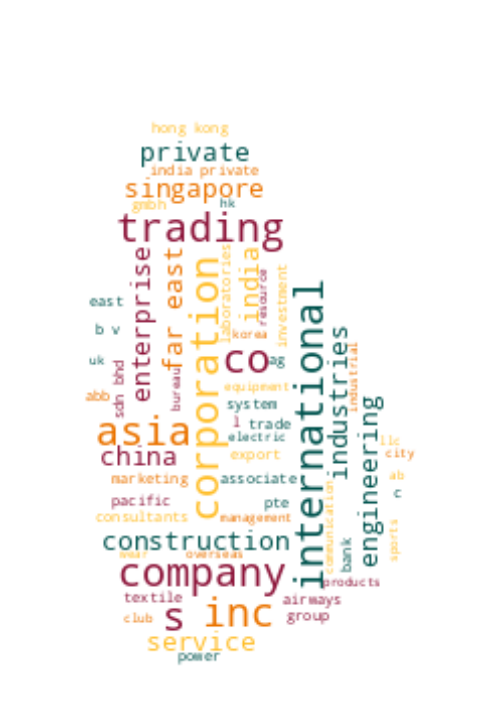 hong kong
private
india private
singapore
gmbh
hk
trading
enterprise
far east
corporation
laboratories
india
resource
investment
international
east
b v
korea
industries
uk
sdn bhd
bureau
co
ag
industrial
abb
equipment
system
engineering
asia
l
trade
electric
llc
china
export
city
marketing
associate
ab
c
pacific
pte
communication
consultants
management
sports
construction
bank
wear
overseas
company
products
textile
airways
s
inc
club
group
service
power